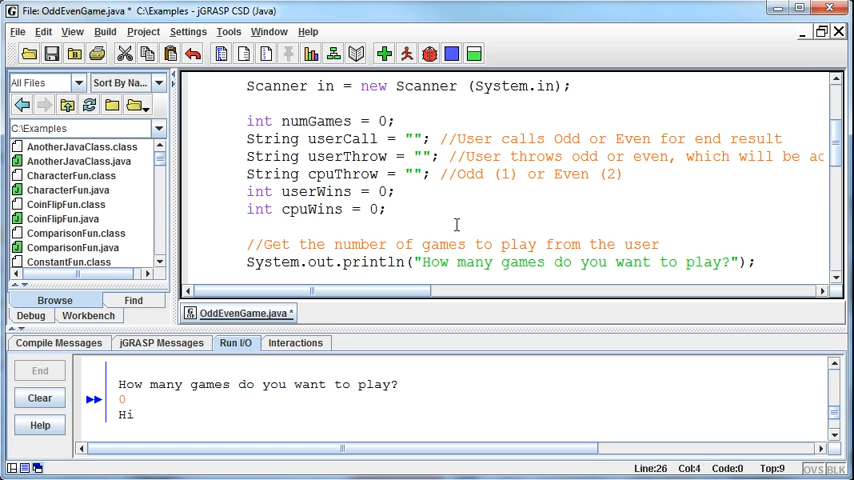 File: OddEvenGame.java * C:\Examples - jGRASP CSD (Java)
File Edit View Build Project Settings Tools Window Help
All Files Sort By Na...
C:\Examples
AnotherJavaClass.class
AnotherJavaClass.java
CharacterFun.class
CharacterFun.java
CoinFlipFun.class
CoinFlipFun.java
ComparisonFun.class
ComparisonFun.java
ConstantFun.class
Browse Find
Debug Workbench
Scanner in = new Scanner (System.in);
int numGames = 0;
String userCall = ""; //User calls Odd or Even for end result
String userThrow = ""; //User throws odd or even, which will be ad
String cpuThrow = ""; //Odd (1) or Even (2)
int userWins = 0;
int cpuWins = 0;
//Get the number of games to play from the user
System.out.println("How many games do you want to play?");
OddEvenGame.java *
Compile Messages jGRASP Messages Run I/O Interactions
End
Clear
Help
How many games do you want to play?
0
Hi
Line:26 Col:4 Code:0 Top:9 OVS BLK